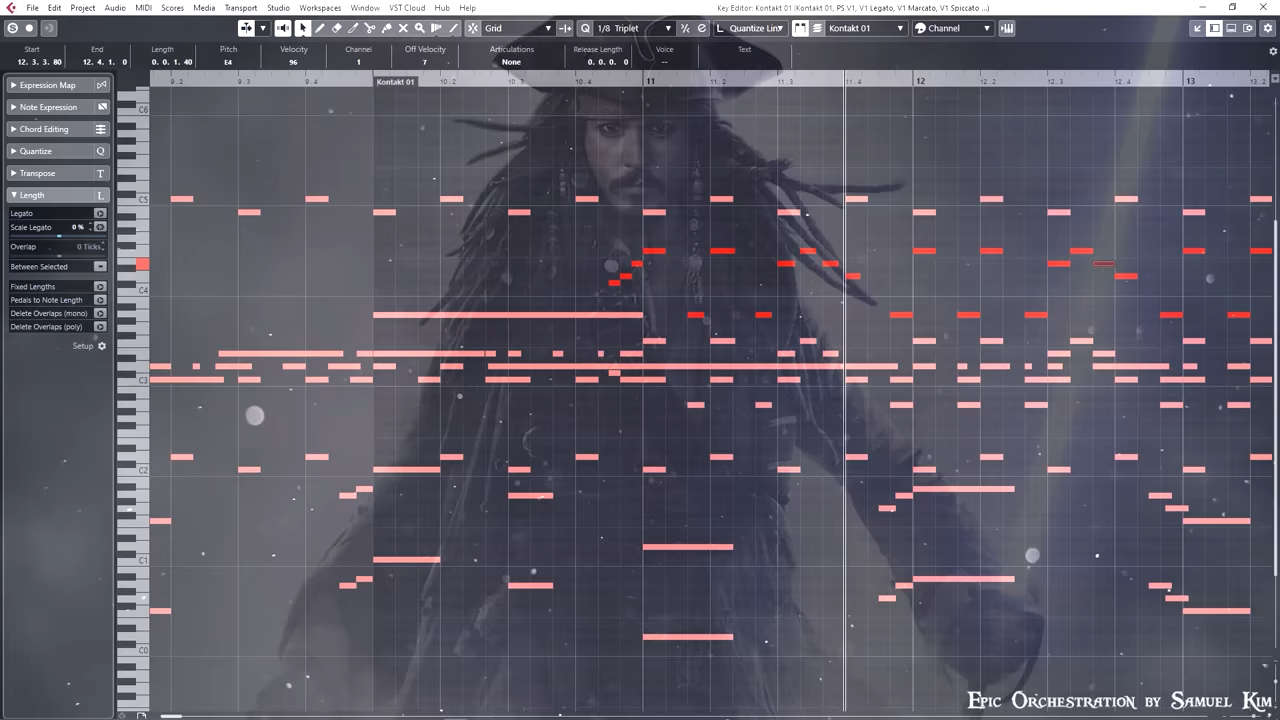 File Edit Project Audio MIDI Scores Media Transport Studio Workspaces Window VST Cloud Hub Help
Key Editor: Kontakt 01 (Kontakt 01, PS V1, V1 Legato, V1 Marcato, V1 Spiccato ...)
S Grid Q 1/8 Triplet L Quantize Lin Kontakt 01 Channel
Start End Length Pitch Velocity Channel Off Velocity Articulations Release Length Voice Text
12. 3. 3. 80 12. 4. 1. 0 0. 0. 1. 40 E4 96 1 7 None 0. 0. 0. 0 --
9. 2 9. 3 9. 4 Kontakt 01 10. 2 10. 3 10. 4 11 11. 2 11. 3 11. 4 12 12. 2 12. 3 12. 4 13 13. 2
Expression Map
Note Expression
Chord Editing
Quantize Q
Transpose T
Length L
Legato
Scale Legato 0 %
Overlap 0 Ticks
Between Selected
Fixed Lengths
Pedals to Note Length
Delete Overlaps (mono)
Delete Overlaps (poly)
Setup
C6
C5
C4
C3
C2
C1
C0
Epic Orchestration by Samuel Kim